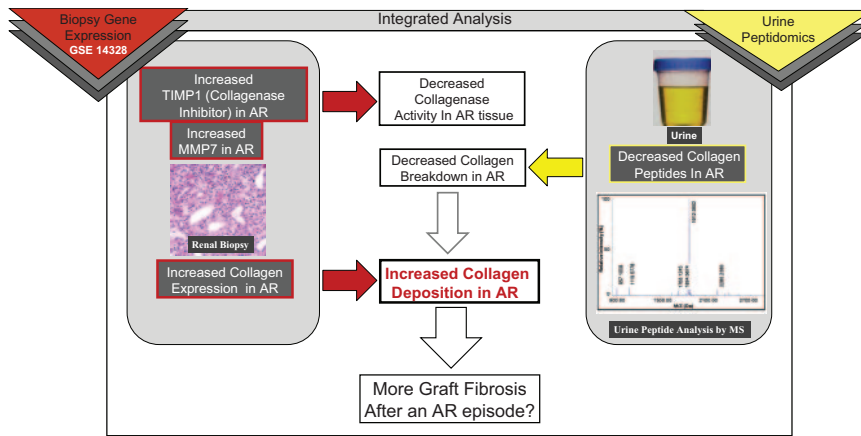 Biopsy Gene
Expression
GSE 14328
Integrated Analysis
Urine
Peptidomics
Increased
TIMP1 (Collagenase
Inhibitor) in AR
Increased
MMP7 in AR
Renal Biopsy
Increased Collagen
Expression in AR
Decreased
Collagenase
Activity In AR tissue
Decreased Collagen
Breakdown in AR
Increased Collagen
Deposition in AR
More Graft Fibrosis
After an AR episode?
Urine
Decreased Collagen
Peptides In AR
Urine Peptide Analysis by MS